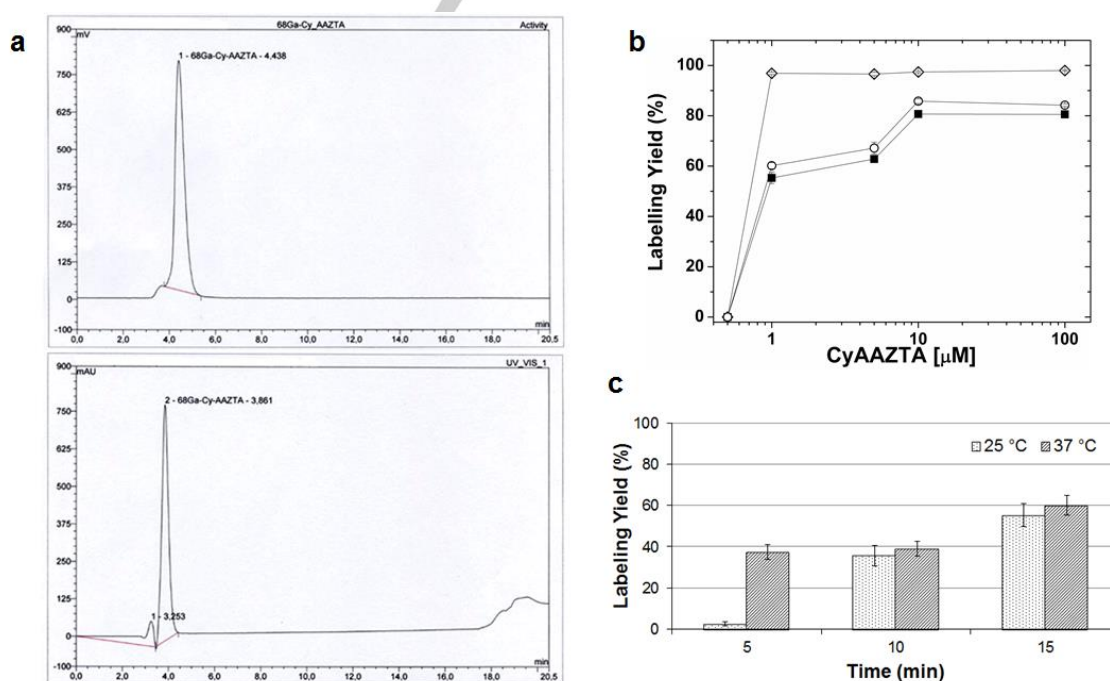 a
68Ga-Cy_AAZTA
Activity
900
mV
1 - 68Ga-Cy-AAZTA - 4,438
750
625
500
375
250
125
0
-100
min
0,0 2,0 4,0 6,0 8,0 10,0 12,0 14,0 16,0 18,0 20,5
UV_VIS_1
900
mAU
2 - 68Ga-Cy-AAZTA - 3,861
750
625
500
375
250
125
1 - 3,253
0
-100
min
0,0 2,0 4,0 6,0 8,0 10,0 12,0 14,0 16,0 18,0 20,5
b
Labelling Yield (%)
100
80
60
40
20
0
1 10 100
CyAAZTA [µM]
c
Labeling Yield (%)
100
80
60
40
20
0
25 °C 37 °C
5 10 15
Time (min)